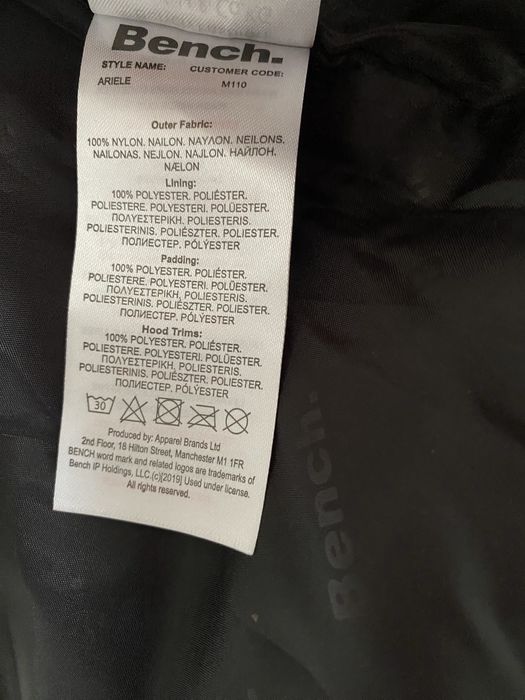 Bench.
STYLE NAME: CUSTOMER CODE:
ARIELE M110
Outer Fabric:
100% NYLON. NAILON. ΝΑΥΛΟΝ. NEILONS.
NAILONAS. NEJLON. NAJLON. НАЙЛОН.
NÆLON
Lining:
100% POLYESTER. POLIÉSTER.
POLIESTERE. POLYESTERI. POLÜESTER.
ΠΟΛΥΕΣΤΕΡΙΚΗ. POLIESTERIS.
POLIESTERINIS. POLIÉSZTER. POLIESTER.
ПОЛИЕСТЕР. PÓLÝESTER
Padding:
100% POLYESTER. POLIÉSTER.
POLIESTERE. POLYESTERI. POLÜESTER.
ΠΟΛΥΕΣΤΕΡΙΚΗ, POLIESTERIS.
POLIESTERINIS. POLIÉSZTER. POLIESTER.
ПОЛИЕСТЕР. PÓLÝESTER
Hood Trims:
100% POLYESTER. POLIÉSTER.
POLIESTERE. POLYESTERI. POLÜESTER.
ΠΟΛΥΕΣΤΕΡΙΚΗ, POLIESTERIS.
POLIESTERINIS. POLIÉSZTER. POLIESTER.
ПОЛИЕСТЕР. PÓLÝESTER
30
Produced by: Apparel Brands Ltd
2nd Floor, 18 Hilton Street, Manchester M1 1FR
BENCH word mark and related logos are trademarks of
Bench IP Holdings, LLC.(c)[2019] Used under license.
All rights reserved.
Bench.